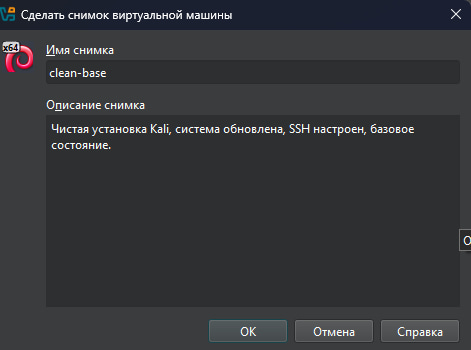 Сделать снимок виртуальной машины
x64
Имя снимка
clean-base
Описание снимка
Чистая установка Kali, система обновлена, SSH настроен, базовое
состояние.
О
OK
Отмена
Справка